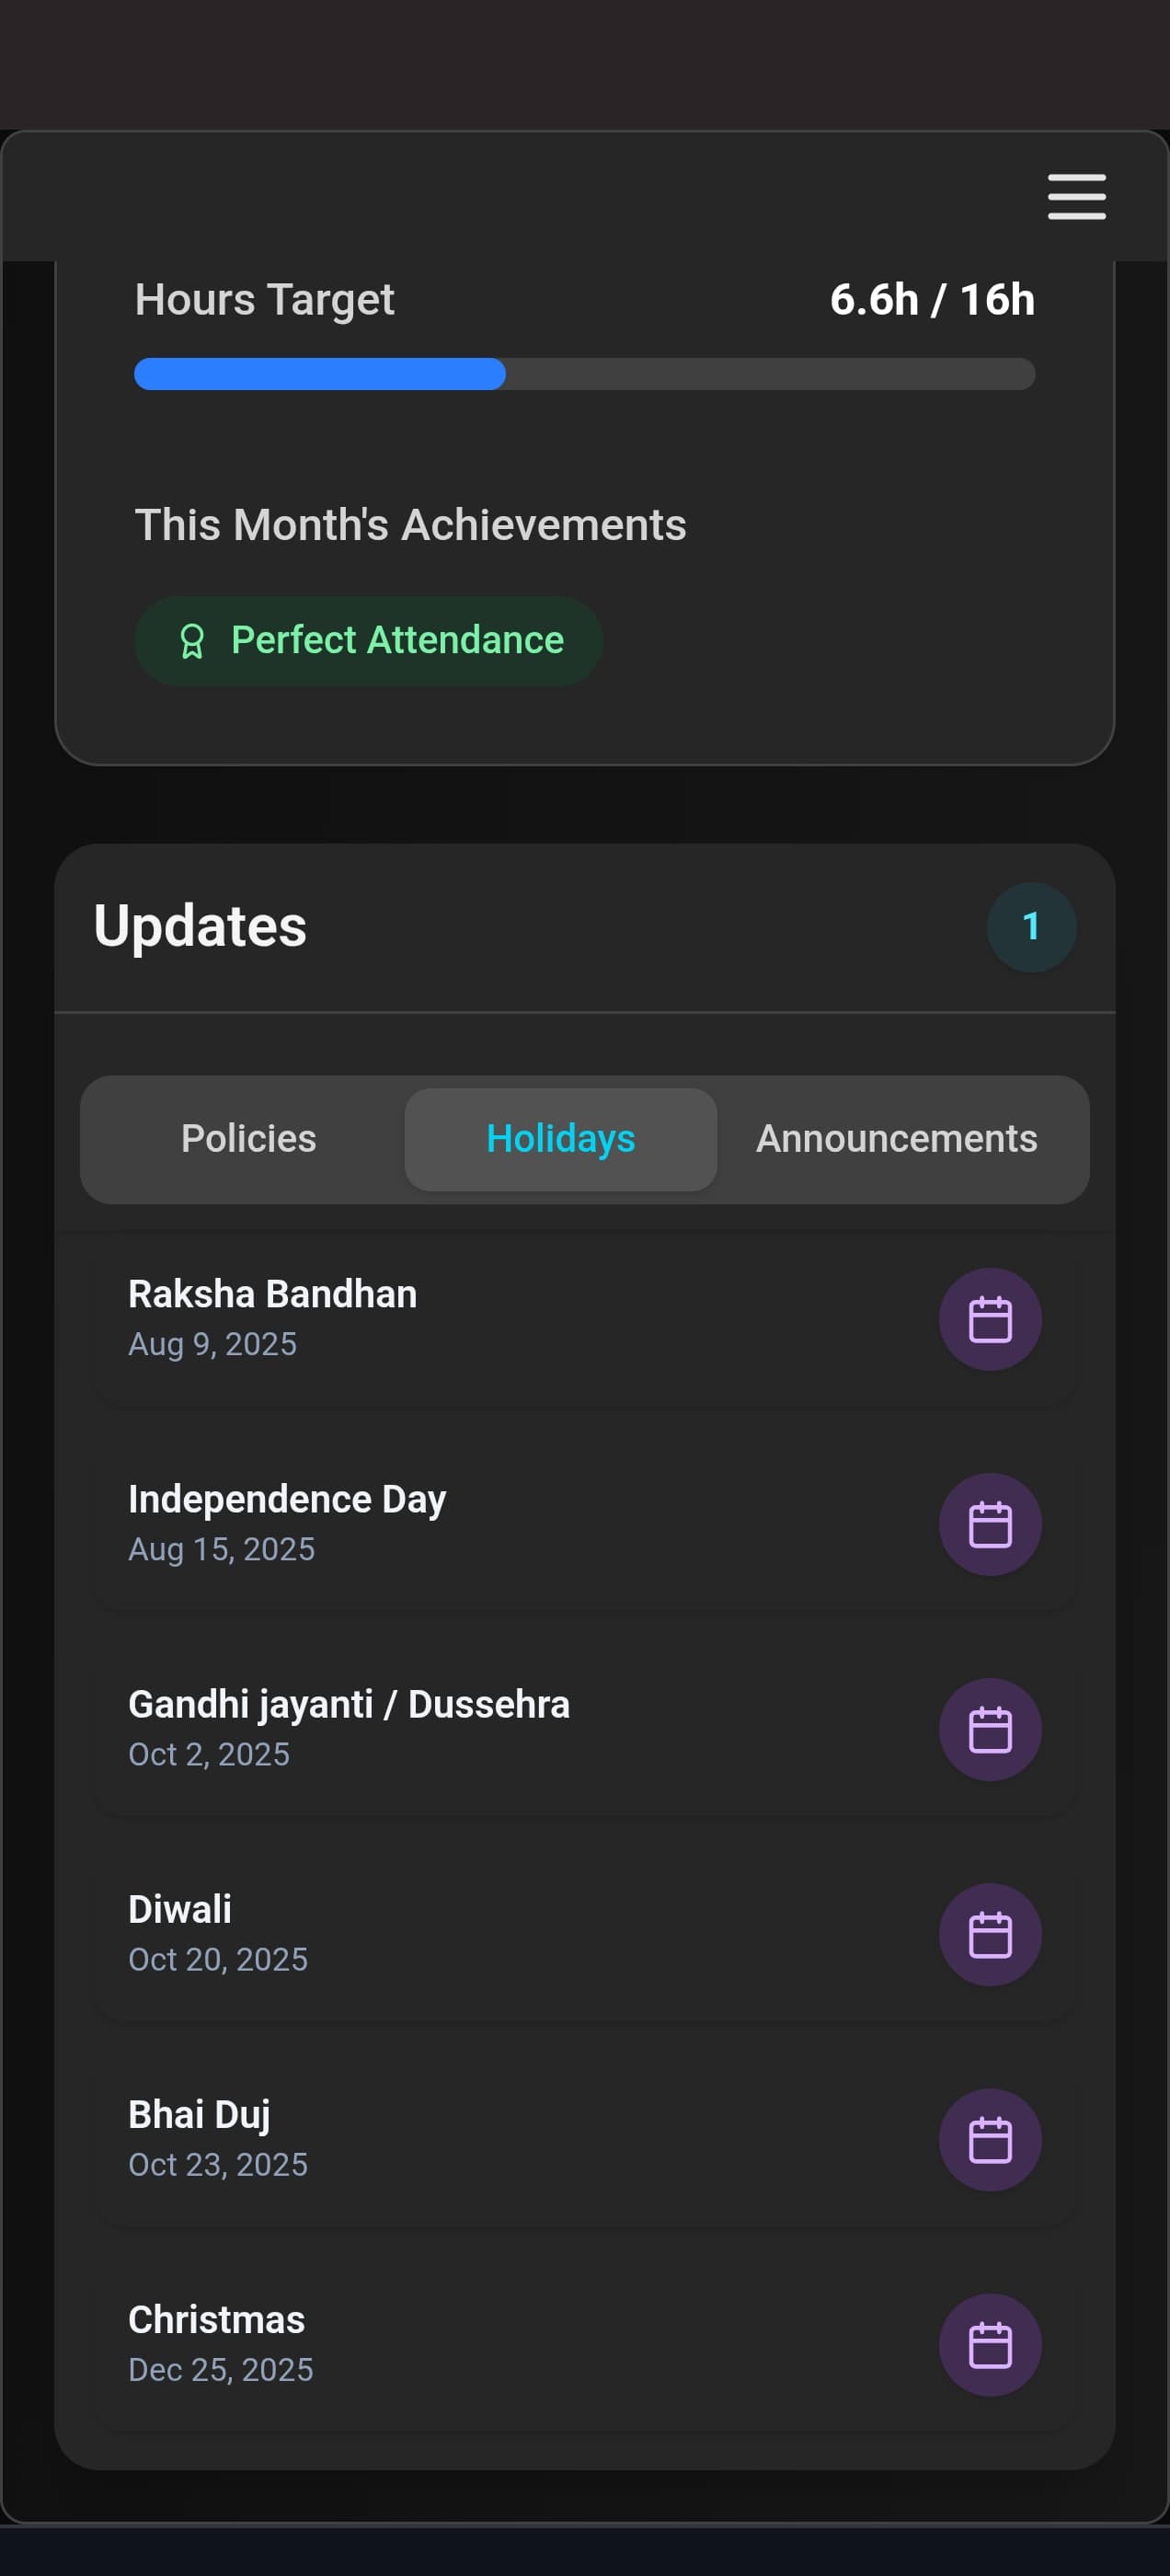 Hours Target 6.6h / 16h
This Month's Achievements
Perfect Attendance
Updates 1
Policies Holidays Announcements
Raksha Bandhan
Aug 9, 2025
Independence Day
Aug 15, 2025
Gandhi jayanti / Dussehra
Oct 2, 2025
Diwali
Oct 20, 2025
Bhai Duj
Oct 23, 2025
Christmas
Dec 25, 2025